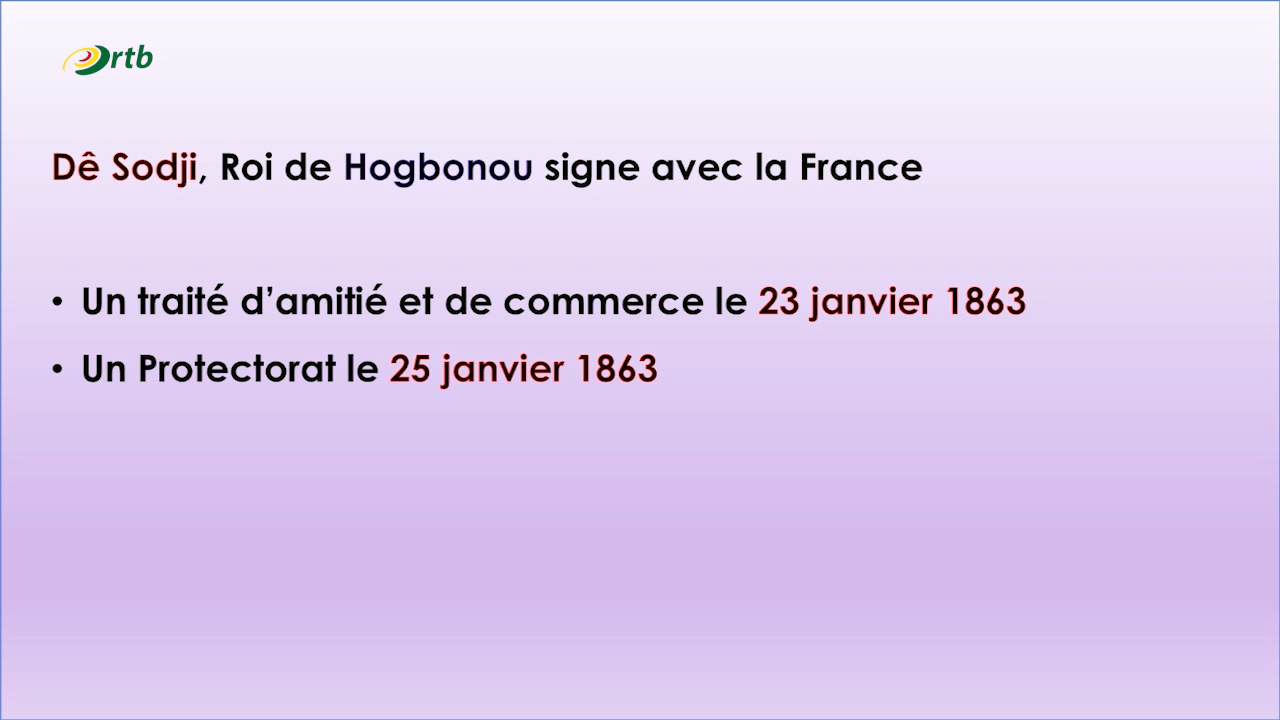 rtb
Dê Sodji, Roi de Hogbonou signe avec la France
• Un traité d’amitié et de commerce le 23 janvier 1863
• Un Protectorat le 25 janvier 1863